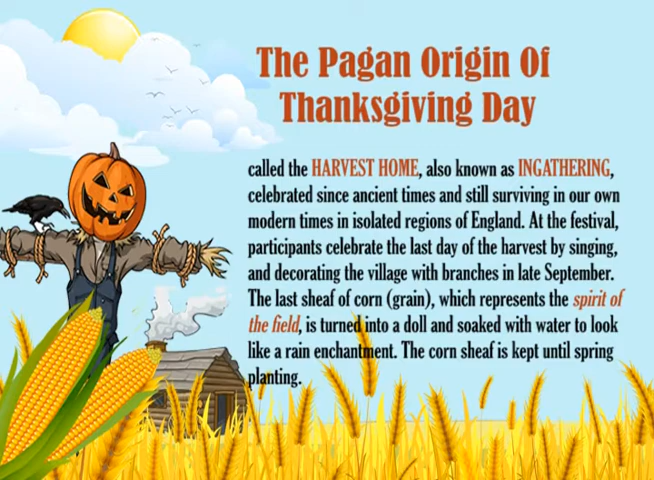 The Pagan Origin Of
Thanksgiving Day
called the HARVEST HOME, also known as INGATHERING,
celebrated since ancient times and still surviving in our own
modern times in isolated regions of England. At the festival,
participants celebrate the last day of the harvest by singing,
and decorating the village with branches in late September.
The last sheaf of corn (grain), which represents the spirit of
the field, is turned into a doll and soaked with water to look
like a rain enchantment. The corn sheaf is kept until spring
planting.